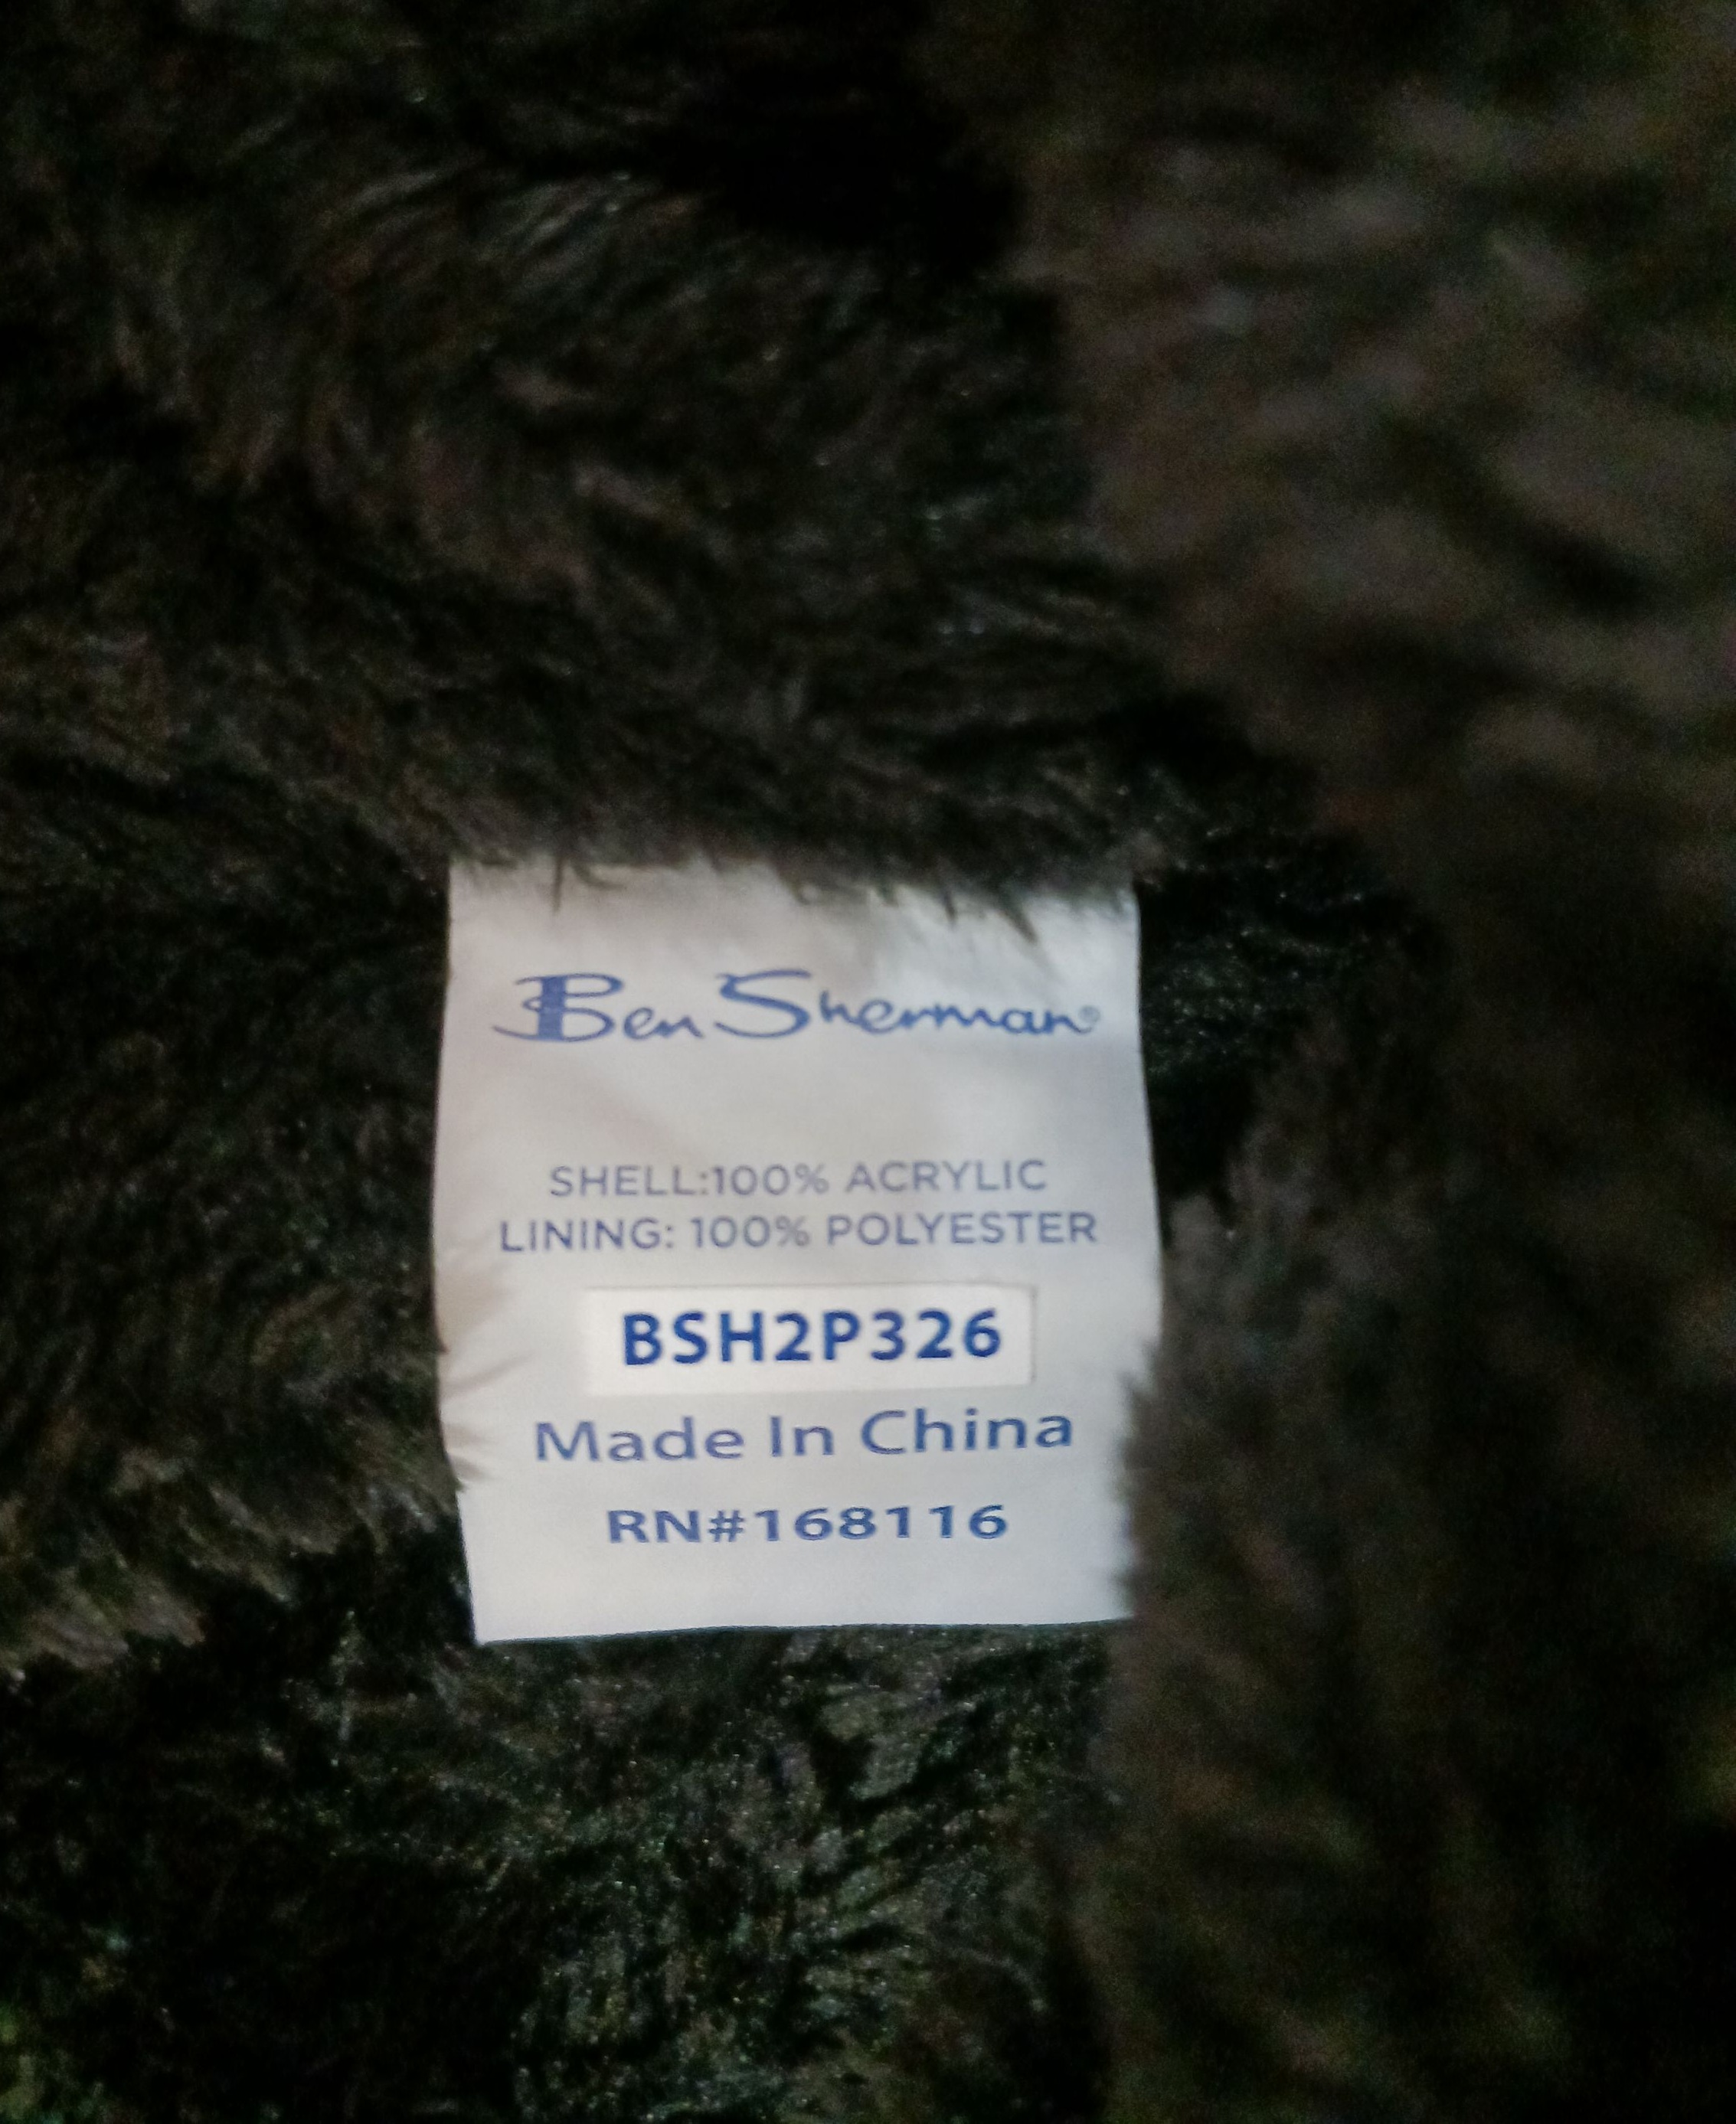 Ben Sherman®
SHELL:100% ACRYLIC
LINING: 100% POLYESTER
BSH2P326
Made In China
RN#168116